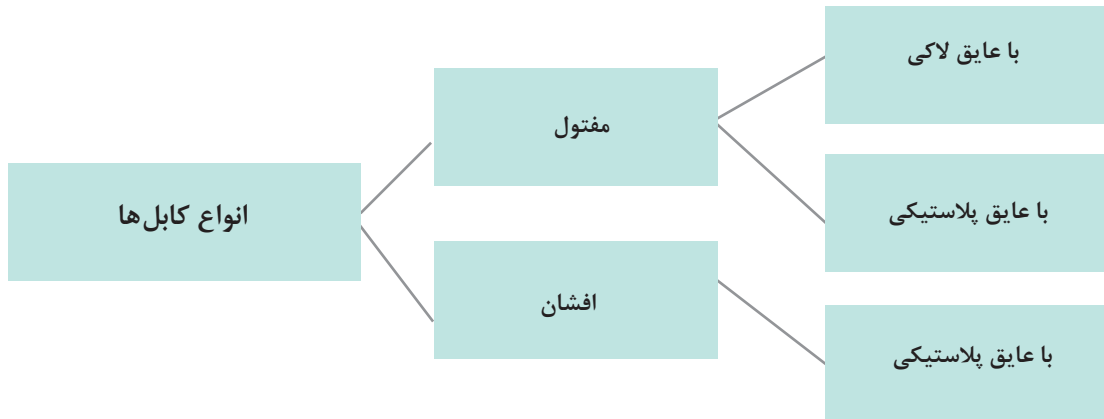 انواع کابل‌ها
مفتول
با عایق لاکی
با عایق پلاستیکی
افشان
با عایق پلاستیکی